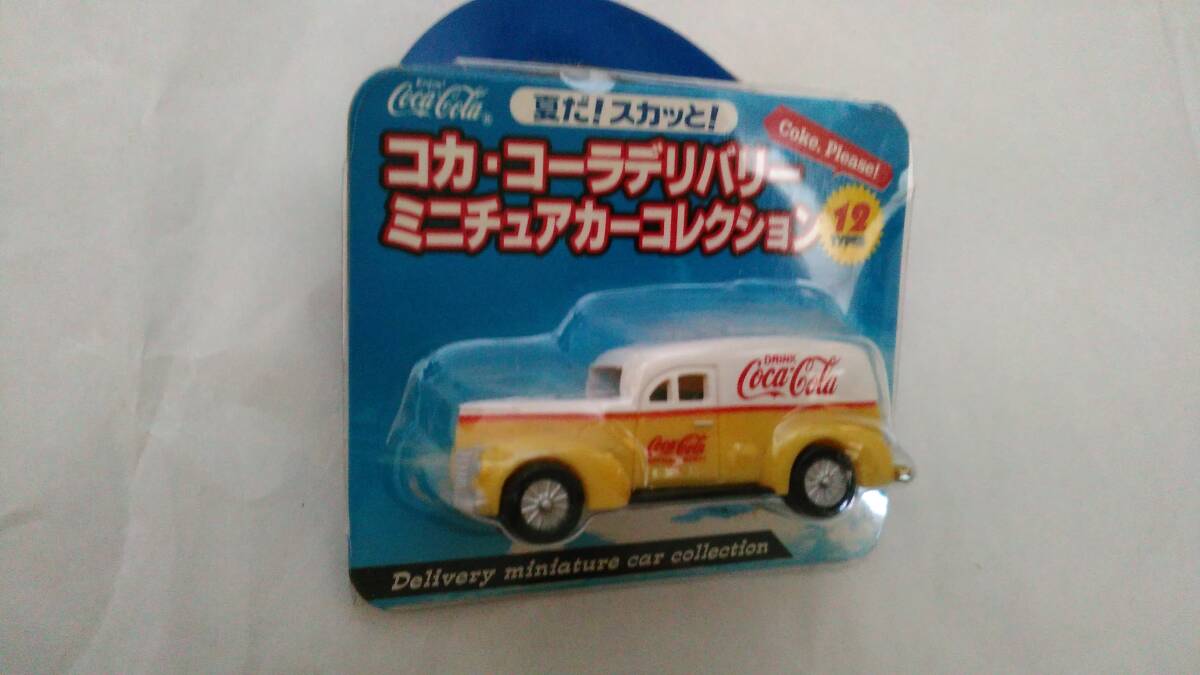 Enjoy!
Coca-Cola®
夏だ!スカッと!
Coke, Please!
コカ・コーラデリバリー
ミニチュアカーコレクション
12
TYPES
DRINK
Coca-Cola
Coca-Cola
Delivery miniature car collection